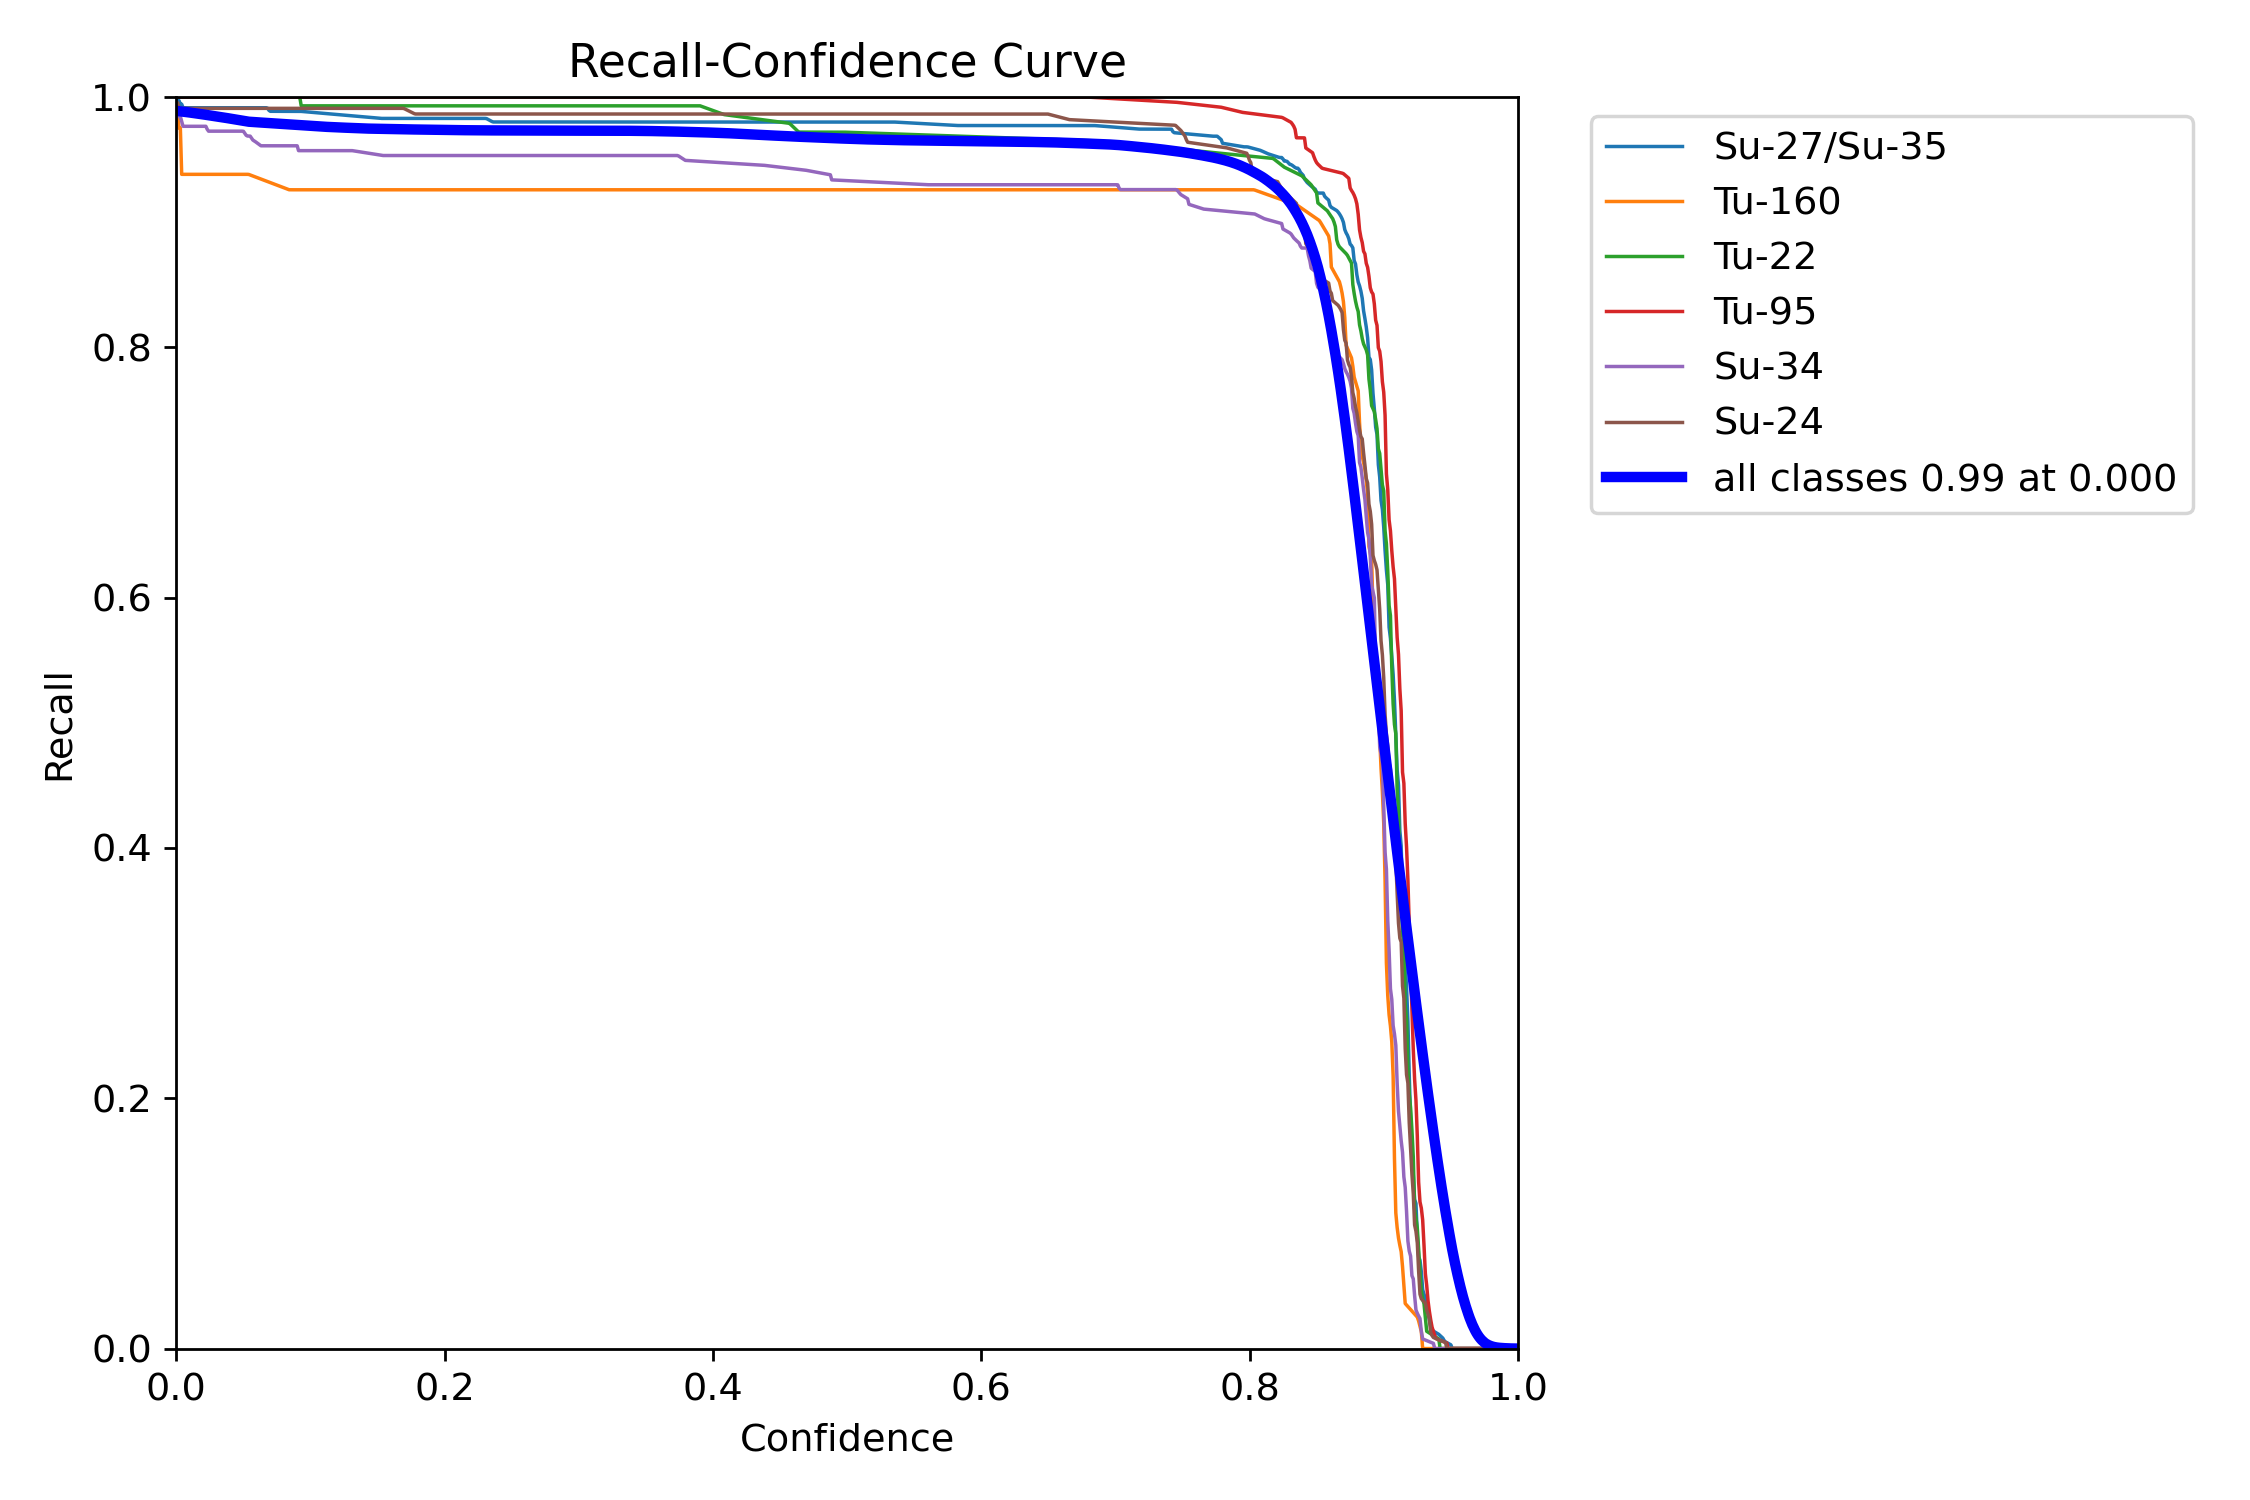 Recall-Confidence Curve
1.0
0.8
0.6
0.4
0.2
0.0
Recall
0.0 0.2 0.4 0.6 0.8 1.0
Confidence
Su-27/Su-35
Tu-160
Tu-22
Tu-95
Su-34
Su-24
all classes 0.99 at 0.000